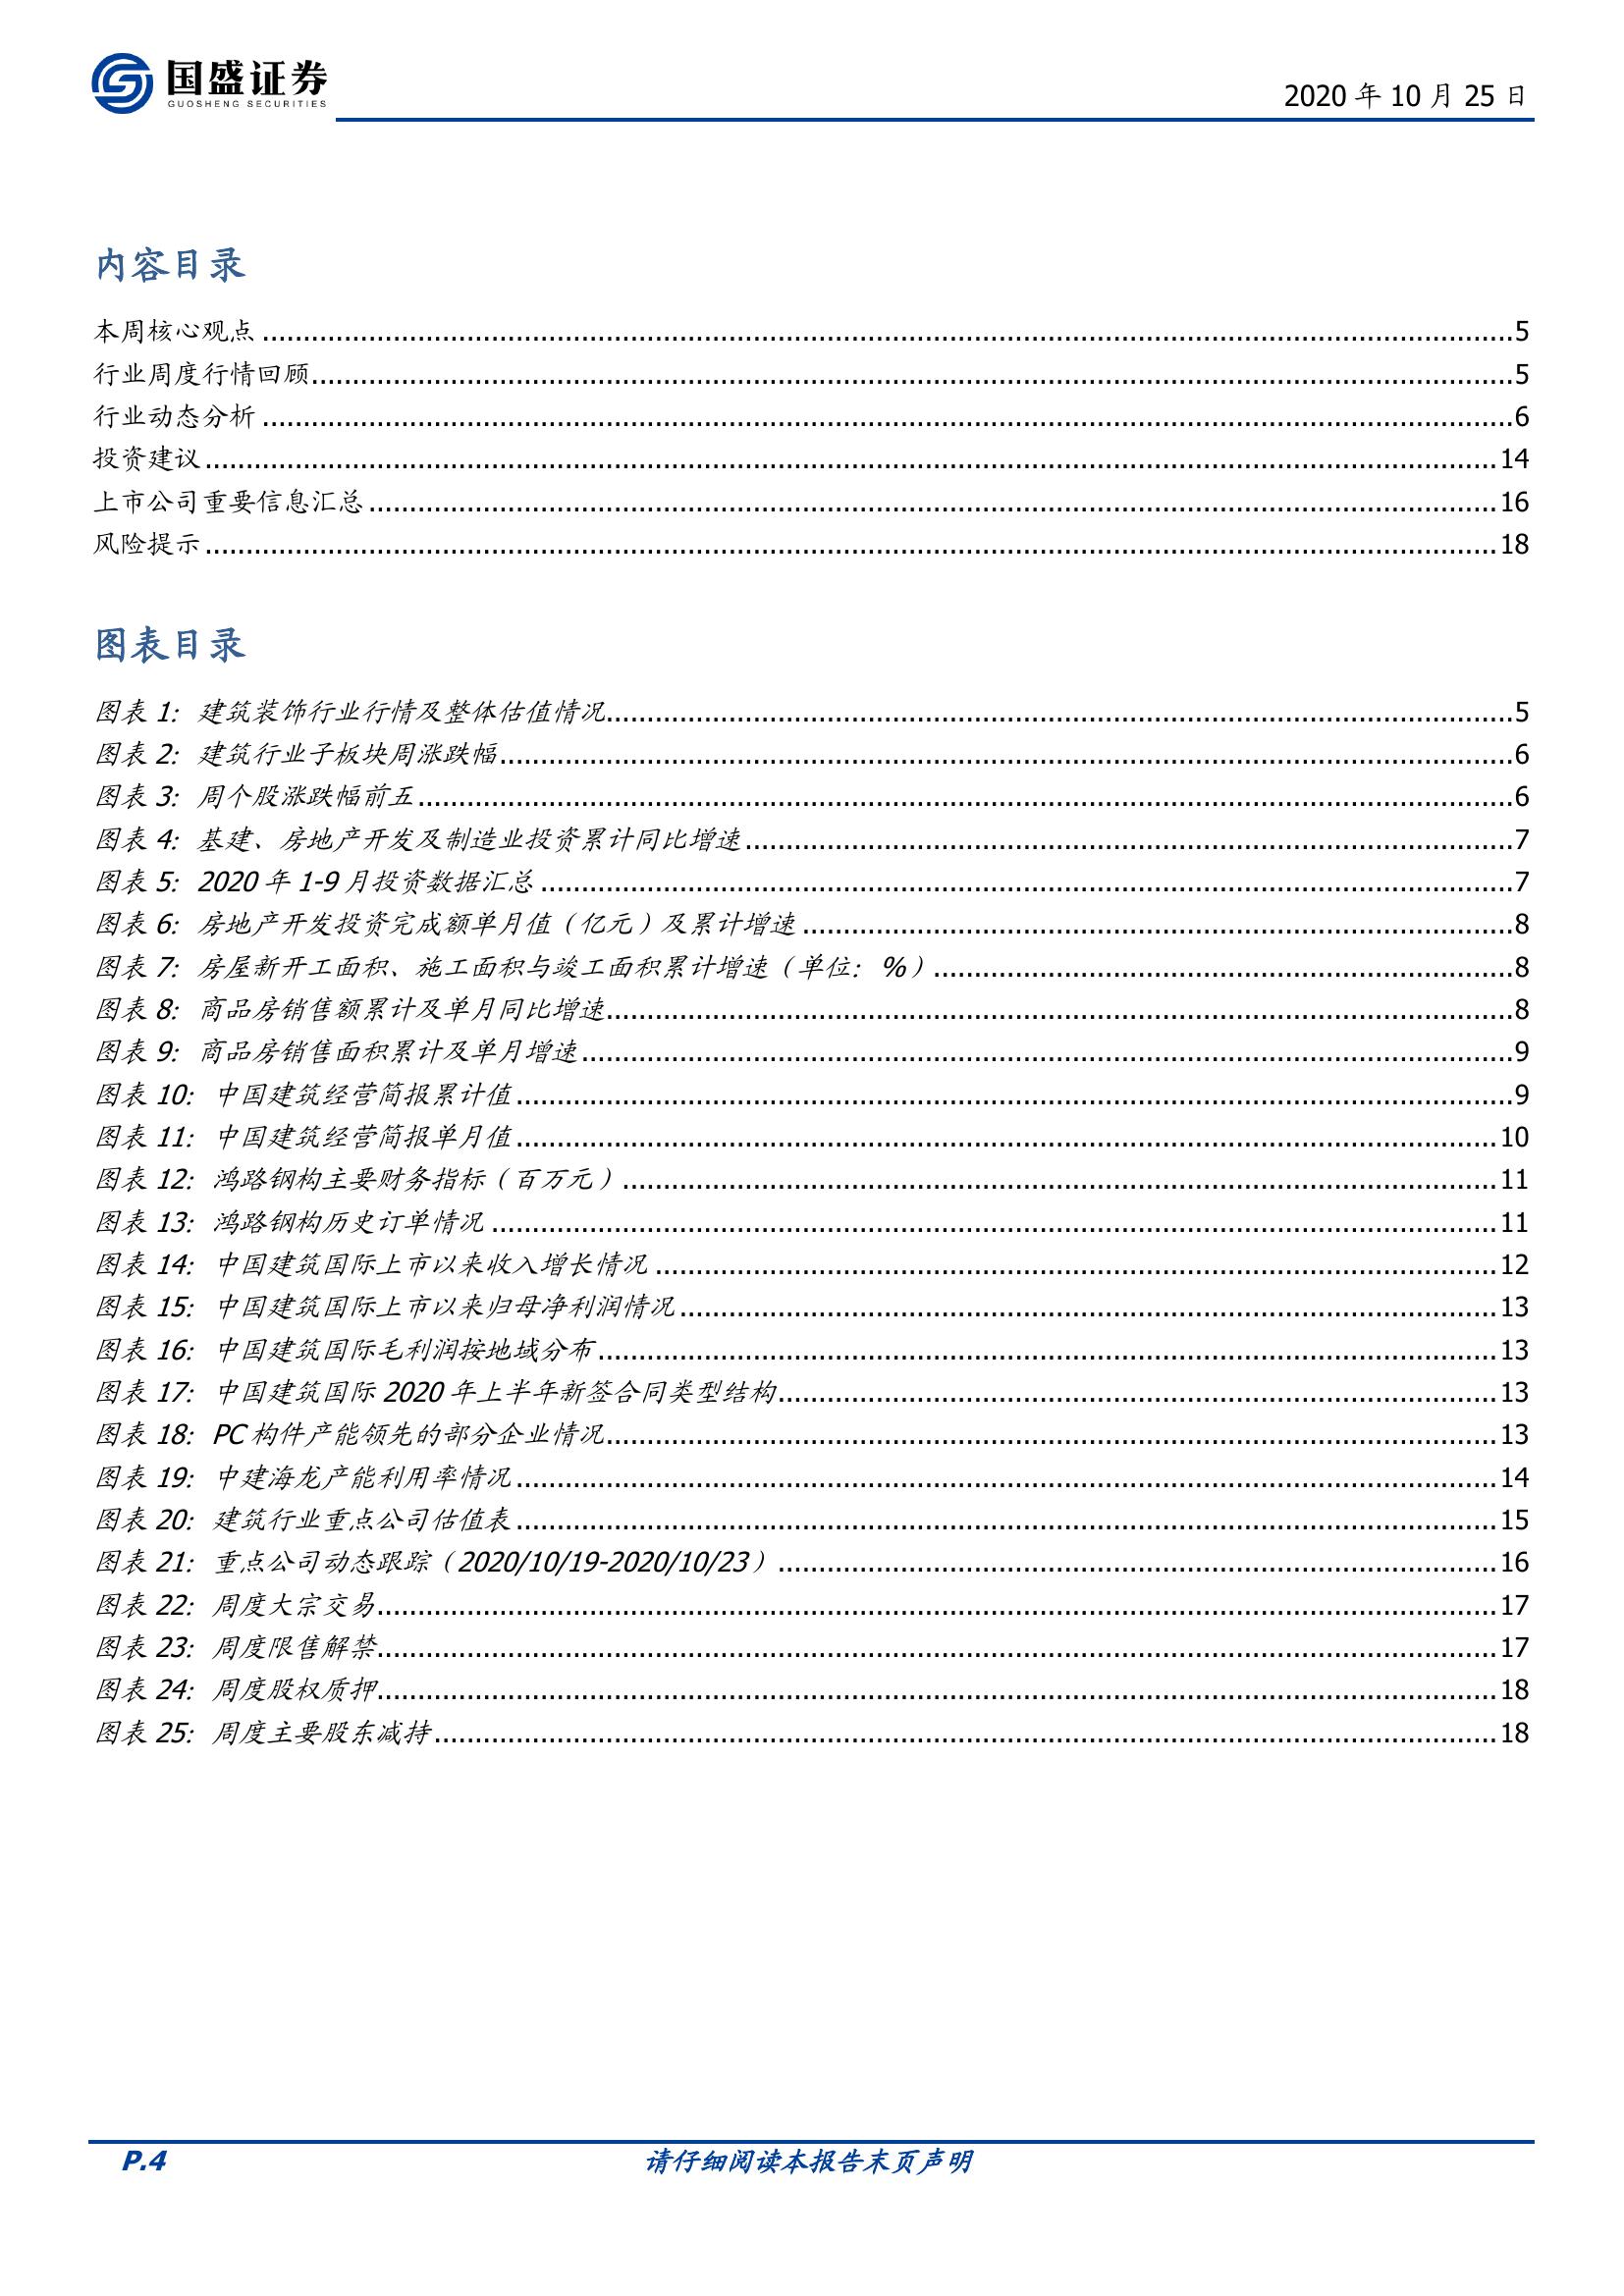 国盛证券
GUOSHENG SECURITIES
2020 年 10 月 25 日
内容目录
本周核心观点 ........ 5
行业周度行情回顾 ........ 5
行业动态分析 ........ 6
投资建议 ........ 14
上市公司重要信息汇总 ........ 16
风险提示 ........ 18
图表目录
图表 1: 建筑装饰行业行情及整体估值情况 ........ 5
图表 2: 建筑行业子板块周涨跌幅 ........ 6
图表 3: 周个股涨跌幅前五 ........ 6
图表 4: 基建、房地产开发及制造业投资累计同比增速 ........ 7
图表 5: 2020 年 1-9 月投资数据汇总 ........ 7
图表 6: 房地产开发投资完成额单月值（亿元）及累计增速 ........ 8
图表 7: 房屋新开工面积、施工面积与竣工面积累计增速（单位: %） ........ 8
图表 8: 商品房销售额累计及单月同比增速 ........ 8
图表 9: 商品房销售面积累计及单月增速 ........ 9
图表 10: 中国建筑经营简报累计值 ........ 9
图表 11: 中国建筑经营简报单月值 ........ 10
图表 12: 鸿路钢构主要财务指标（百万元） ........ 11
图表 13: 鸿路钢构历史订单情况 ........ 11
图表 14: 中国建筑国际上市以来收入增长情况 ........ 12
图表 15: 中国建筑国际上市以来归母净利润情况 ........ 13
图表 16: 中国建筑国际毛利润按地域分布 ........ 13
图表 17: 中国建筑国际 2020 年上半年新签合同类型结构 ........ 13
图表 18: PC 构件产能领先的部分企业情况 ........ 13
图表 19: 中建海龙产能利用率情况 ........ 14
图表 20: 建筑行业重点公司估值表 ........ 15
图表 21: 重点公司动态跟踪（2020/10/19-2020/10/23） ........ 16
图表 22: 周度大宗交易 ........ 17
图表 23: 周度限售解禁 ........ 17
图表 24: 周度股权质押 ........ 18
图表 25: 周度主要股东减持 ........ 18
P.4
请仔细阅读本报告末页声明